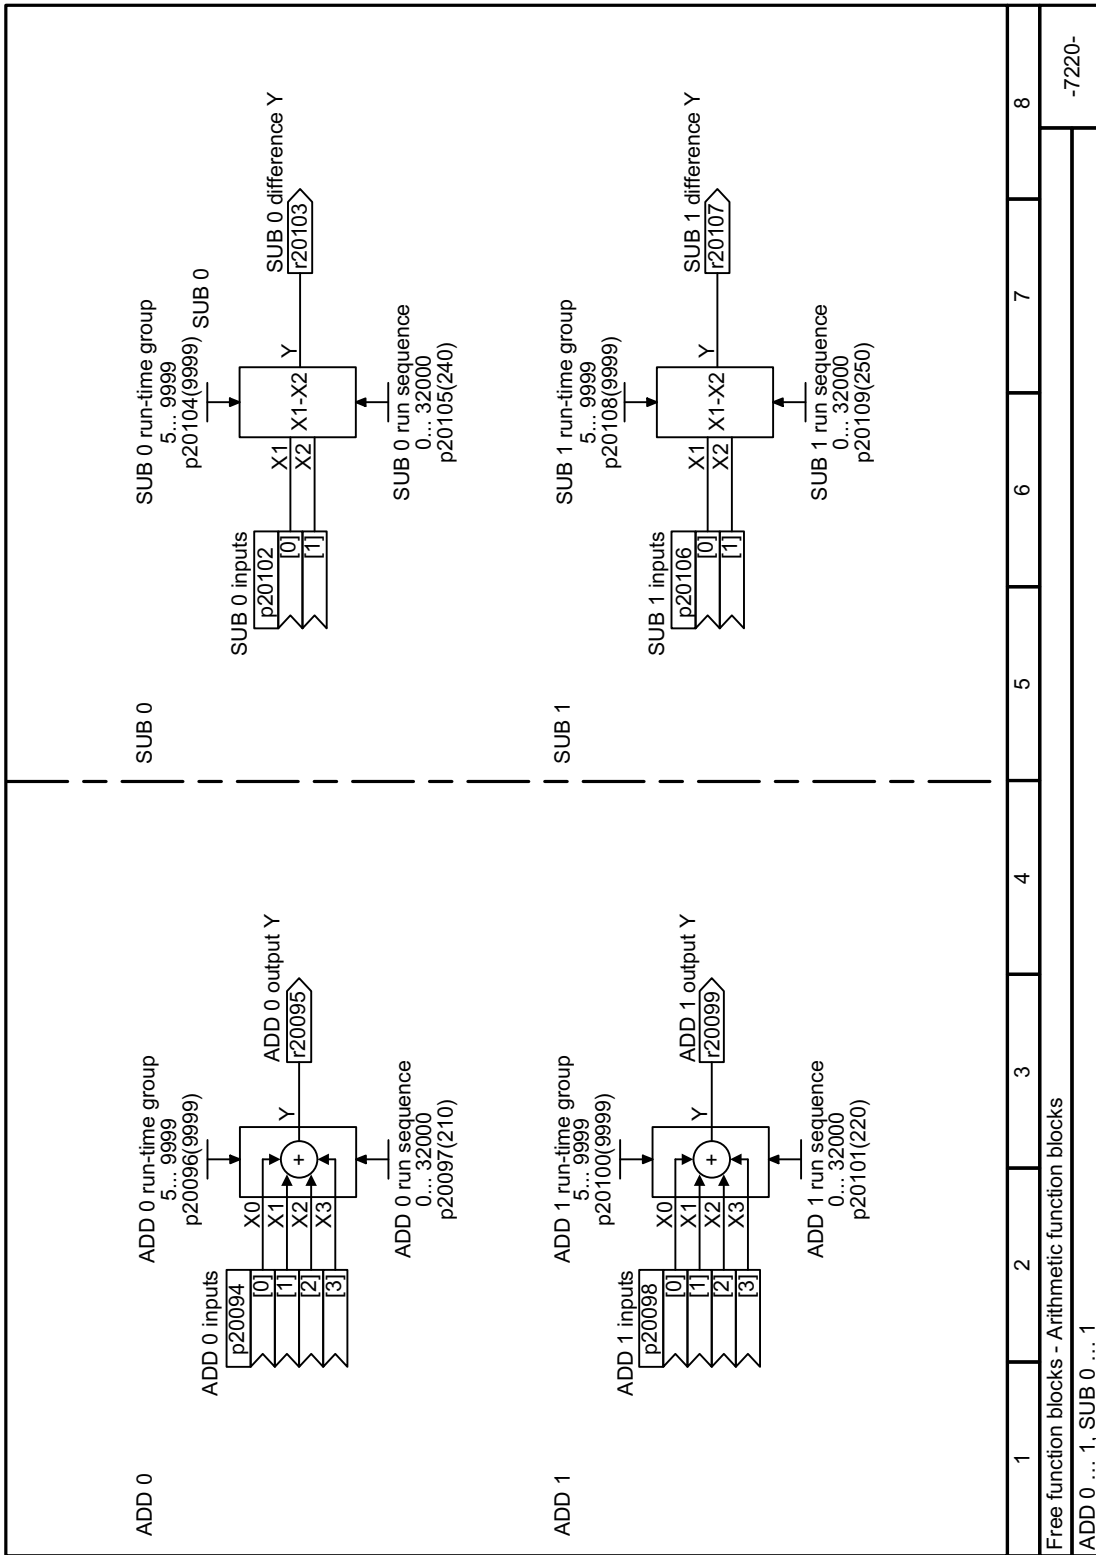 ADD 0
ADD 0 run-time group
5... 9999
p20096(9999)
ADD 0 inputs
p20094
[0]
[1]
[2]
[3]
X0
X1
X2
X3
+
Y
ADD 0 output Y
r20095
ADD 0 run sequence
0... 32000
p20097(210)
ADD 1
ADD 1 run-time group
5... 9999
p20100(9999)
ADD 1 inputs
p20098
[0]
[1]
[2]
[3]
X0
X1
X2
X3
+
Y
ADD 1 output Y
r20099
ADD 1 run sequence
0... 32000
p20101(220)
SUB 0
SUB 0 run-time group
5... 9999
p20104(9999)
SUB 0
SUB 0 inputs
p20102
[0]
[1]
X1
X2
X1-X2
Y
SUB 0 difference Y
r20103
SUB 0 run sequence
0... 32000
p20105(240)
SUB 1
SUB 1 run-time group
5... 9999
p20108(9999)
SUB 1 inputs
p20106
[0]
[1]
X1
X2
X1-X2
Y
SUB 1 difference Y
r20107
SUB 1 run sequence
0... 32000
p20109(250)
1 2 3 4 5 6 7 8
Free function blocks - Arithmetic function blocks
ADD 0 ... 1, SUB 0 ... 1
-7220-